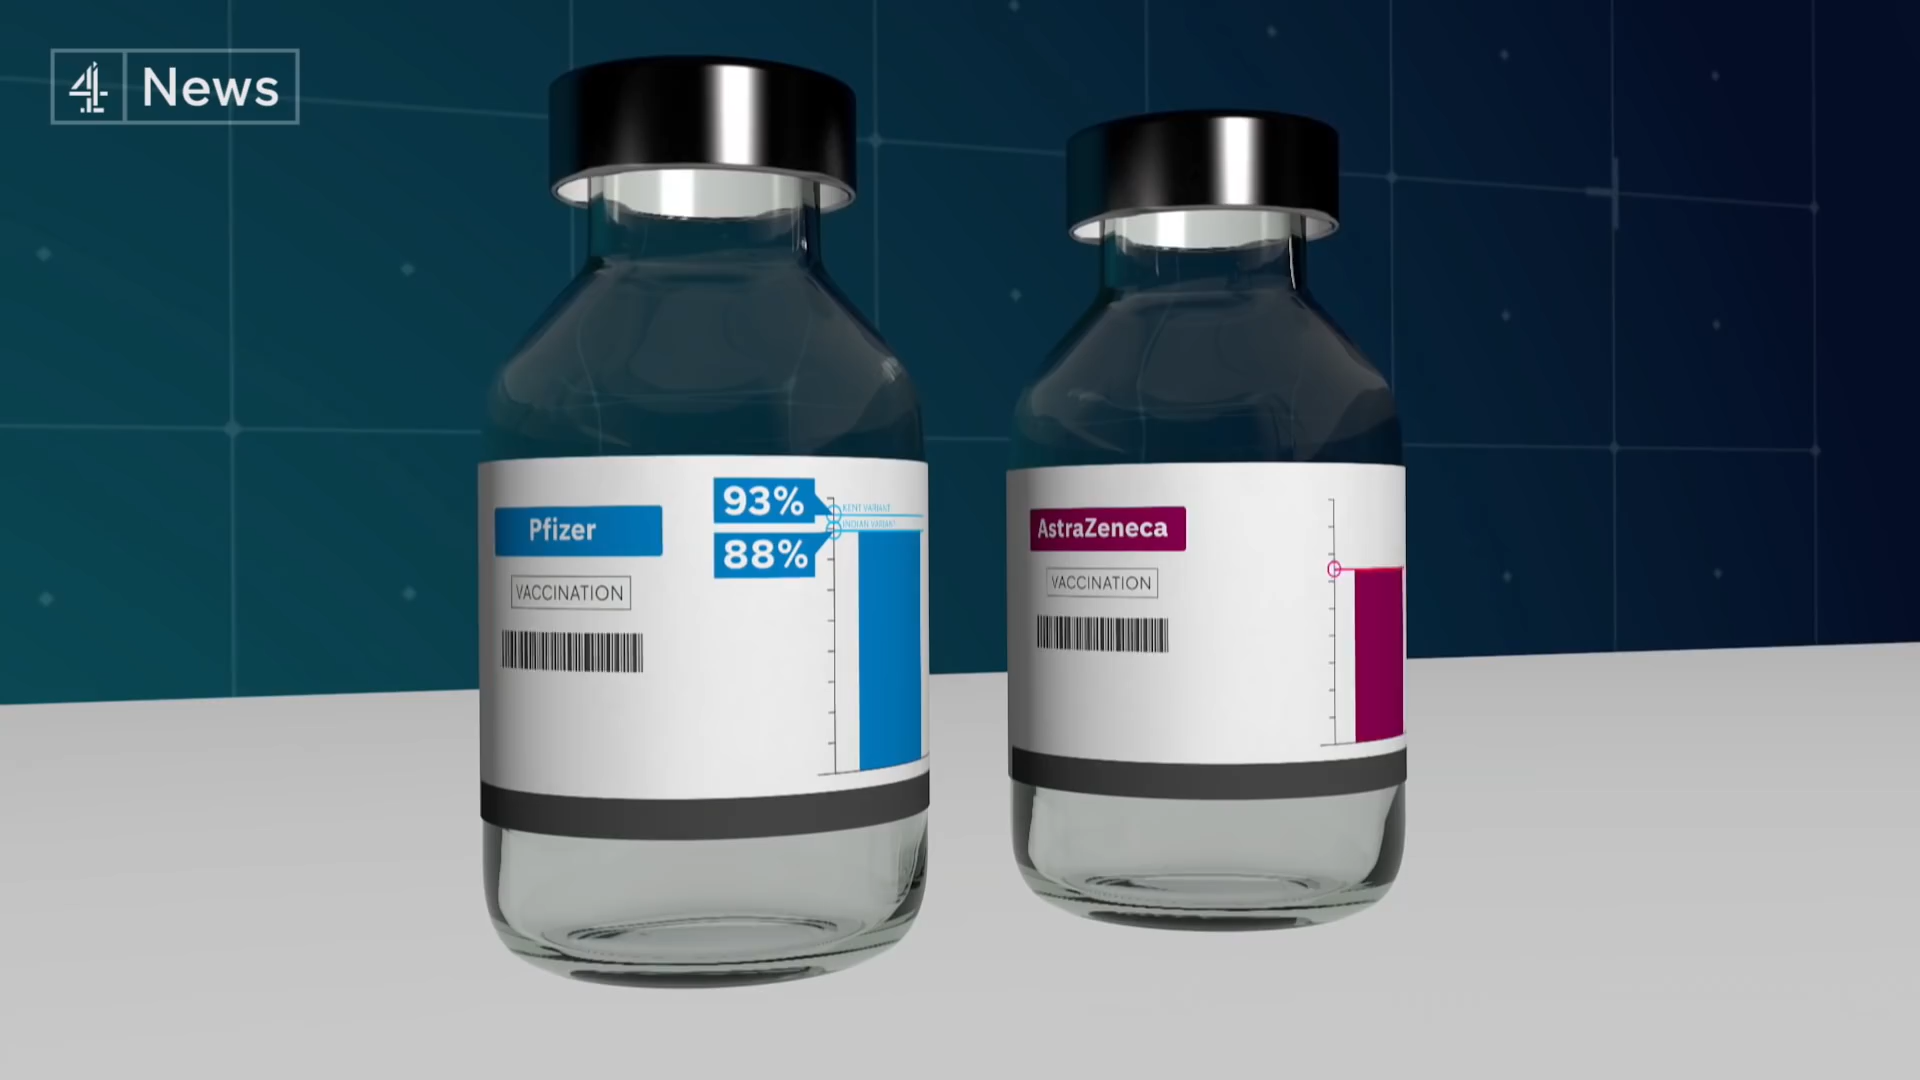 4 News
93%
KENT VARIANT
Pfizer
INDIAN VARIANT
88%
VACCINATION
AstraZeneca
VACCINATION